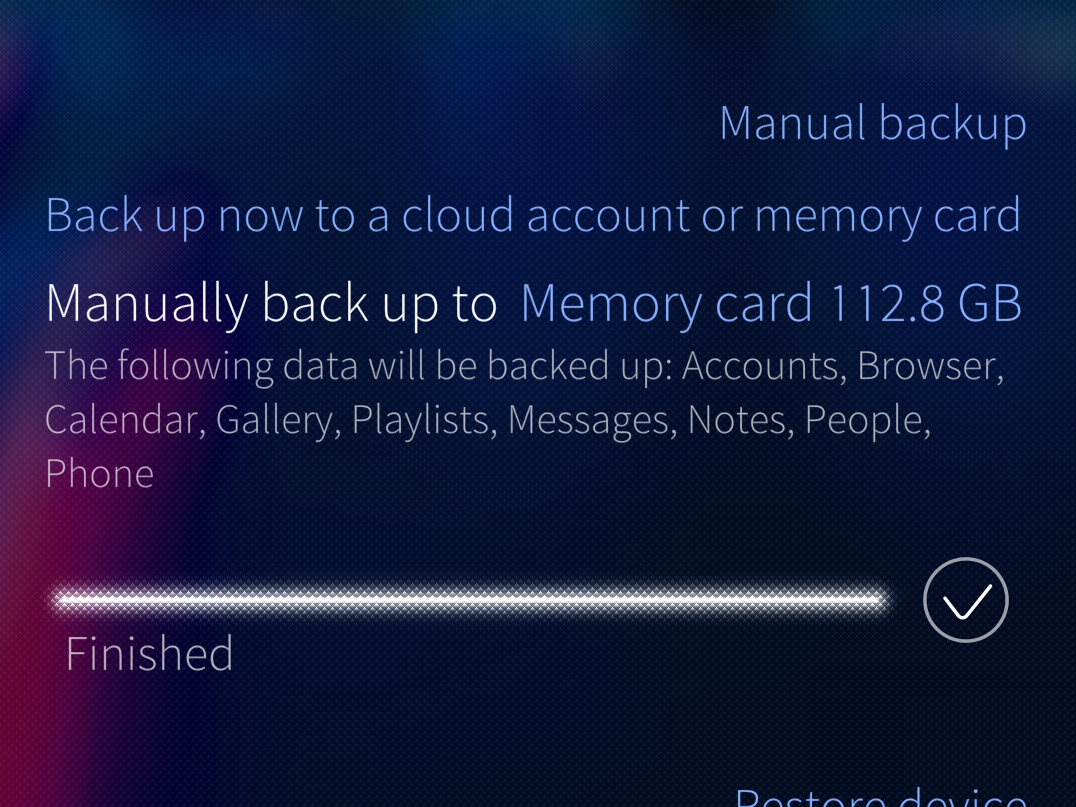 Manual backup
Back up now to a cloud account or memory card
Manually back up to Memory card 112.8 GB
The following data will be backed up: Accounts, Browser,
Calendar, Gallery, Playlists, Messages, Notes, People,
Phone
Finished
Restore device